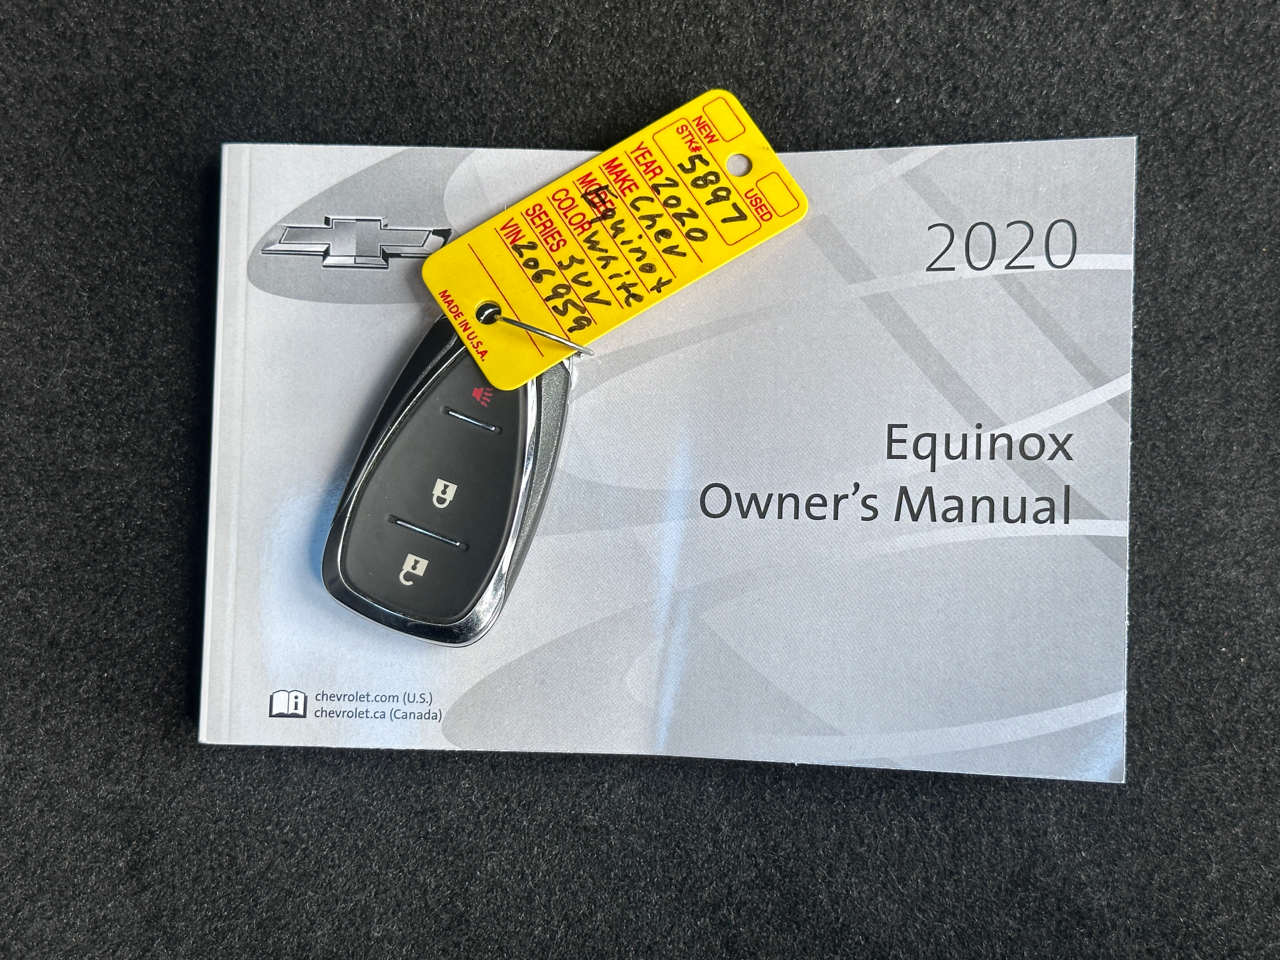 NEW USED
STK# 5897
YEAR 2020
MAKE Chev
MODEL Equinox
COLOR White
SERIES SUV
VIN 206959
MADE IN U.S.A.
2020
Equinox
Owner's Manual
chevrolet.com (U.S.)
chevrolet.ca (Canada)